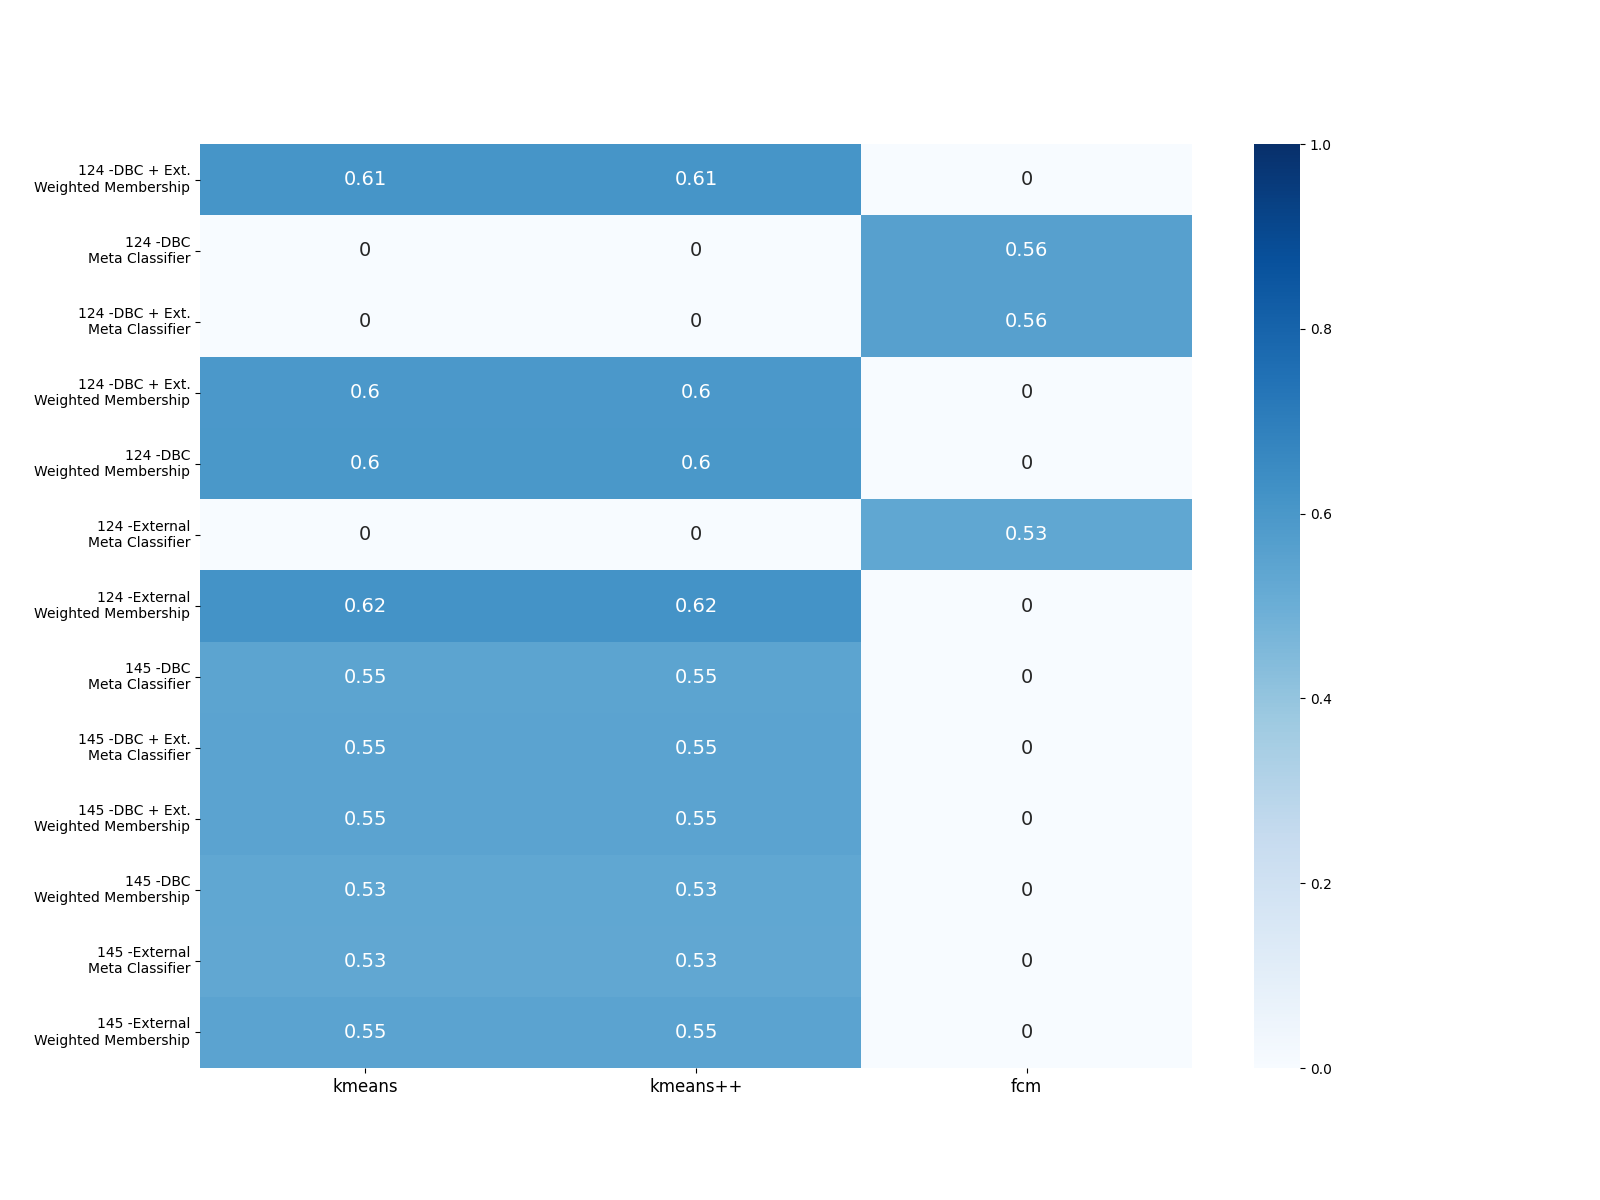 124 -DBC + Ext.
Weighted Membership
0.61 0.61 0
124 -DBC
Meta Classifier
0 0 0.56
124 -DBC + Ext.
Meta Classifier
0 0 0.56
124 -DBC + Ext.
Weighted Membership
0.6 0.6 0
124 -DBC
Weighted Membership
0.6 0.6 0
124 -External
Meta Classifier
0 0 0.53
124 -External
Weighted Membership
0.62 0.62 0
145 -DBC
Meta Classifier
0.55 0.55 0
145 -DBC + Ext.
Meta Classifier
0.55 0.55 0
145 -DBC + Ext.
Weighted Membership
0.55 0.55 0
145 -DBC
Weighted Membership
0.53 0.53 0
145 -External
Meta Classifier
0.53 0.53 0
145 -External
Weighted Membership
0.55 0.55 0
kmeans kmeans++ fcm
1.0
0.8
0.6
0.4
0.2
0.0